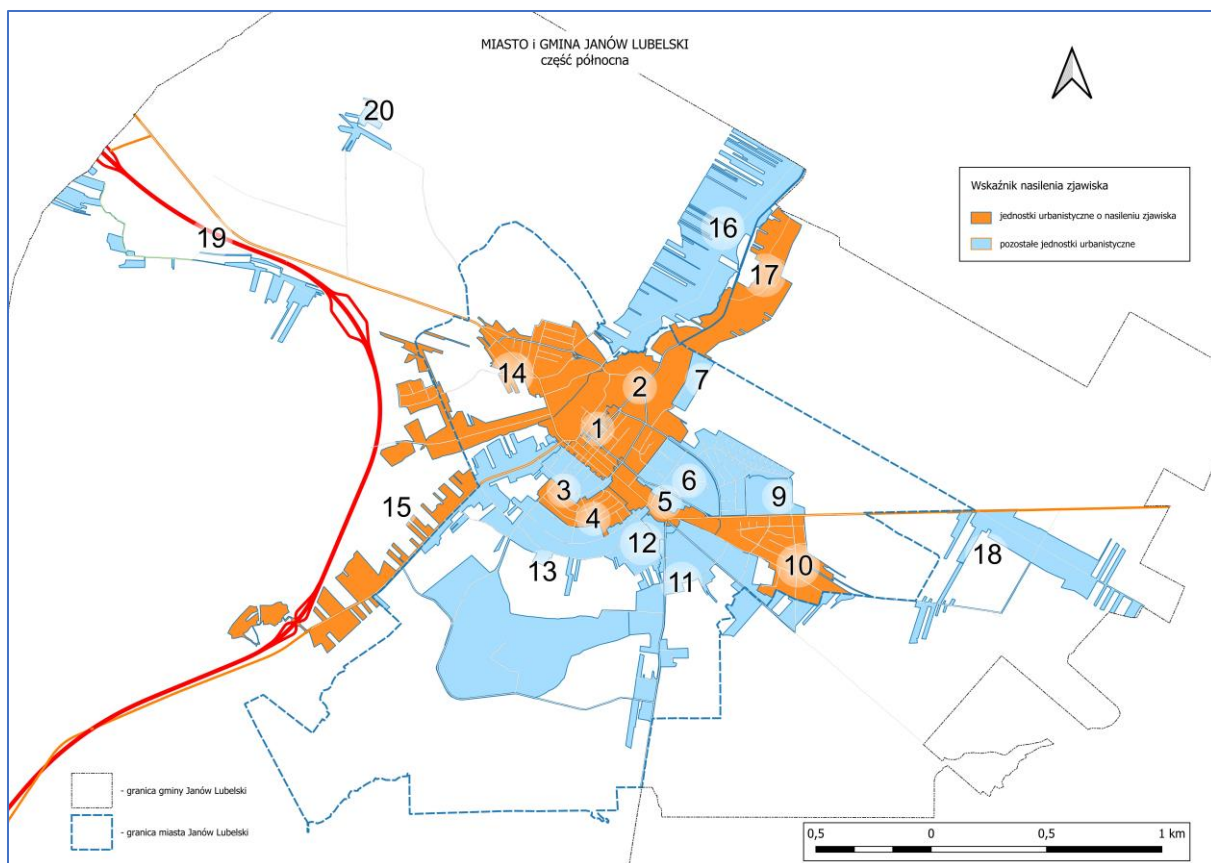 MIASTO i GMINA JANÓW LUBELSKI
część północna
20
Wskaźnik nasilenia zjawiska
jednostki urbanistyczne o nasileniu zjawiska
pozostałe jednostki urbanistyczne
16
19
17
14
2
7
1
6
3
5
9
15
4
12
18
13
11
10
- granica gminy Janów Lubelski
- granica miasta Janów Lubelski
0,5 0 0,5 1 km